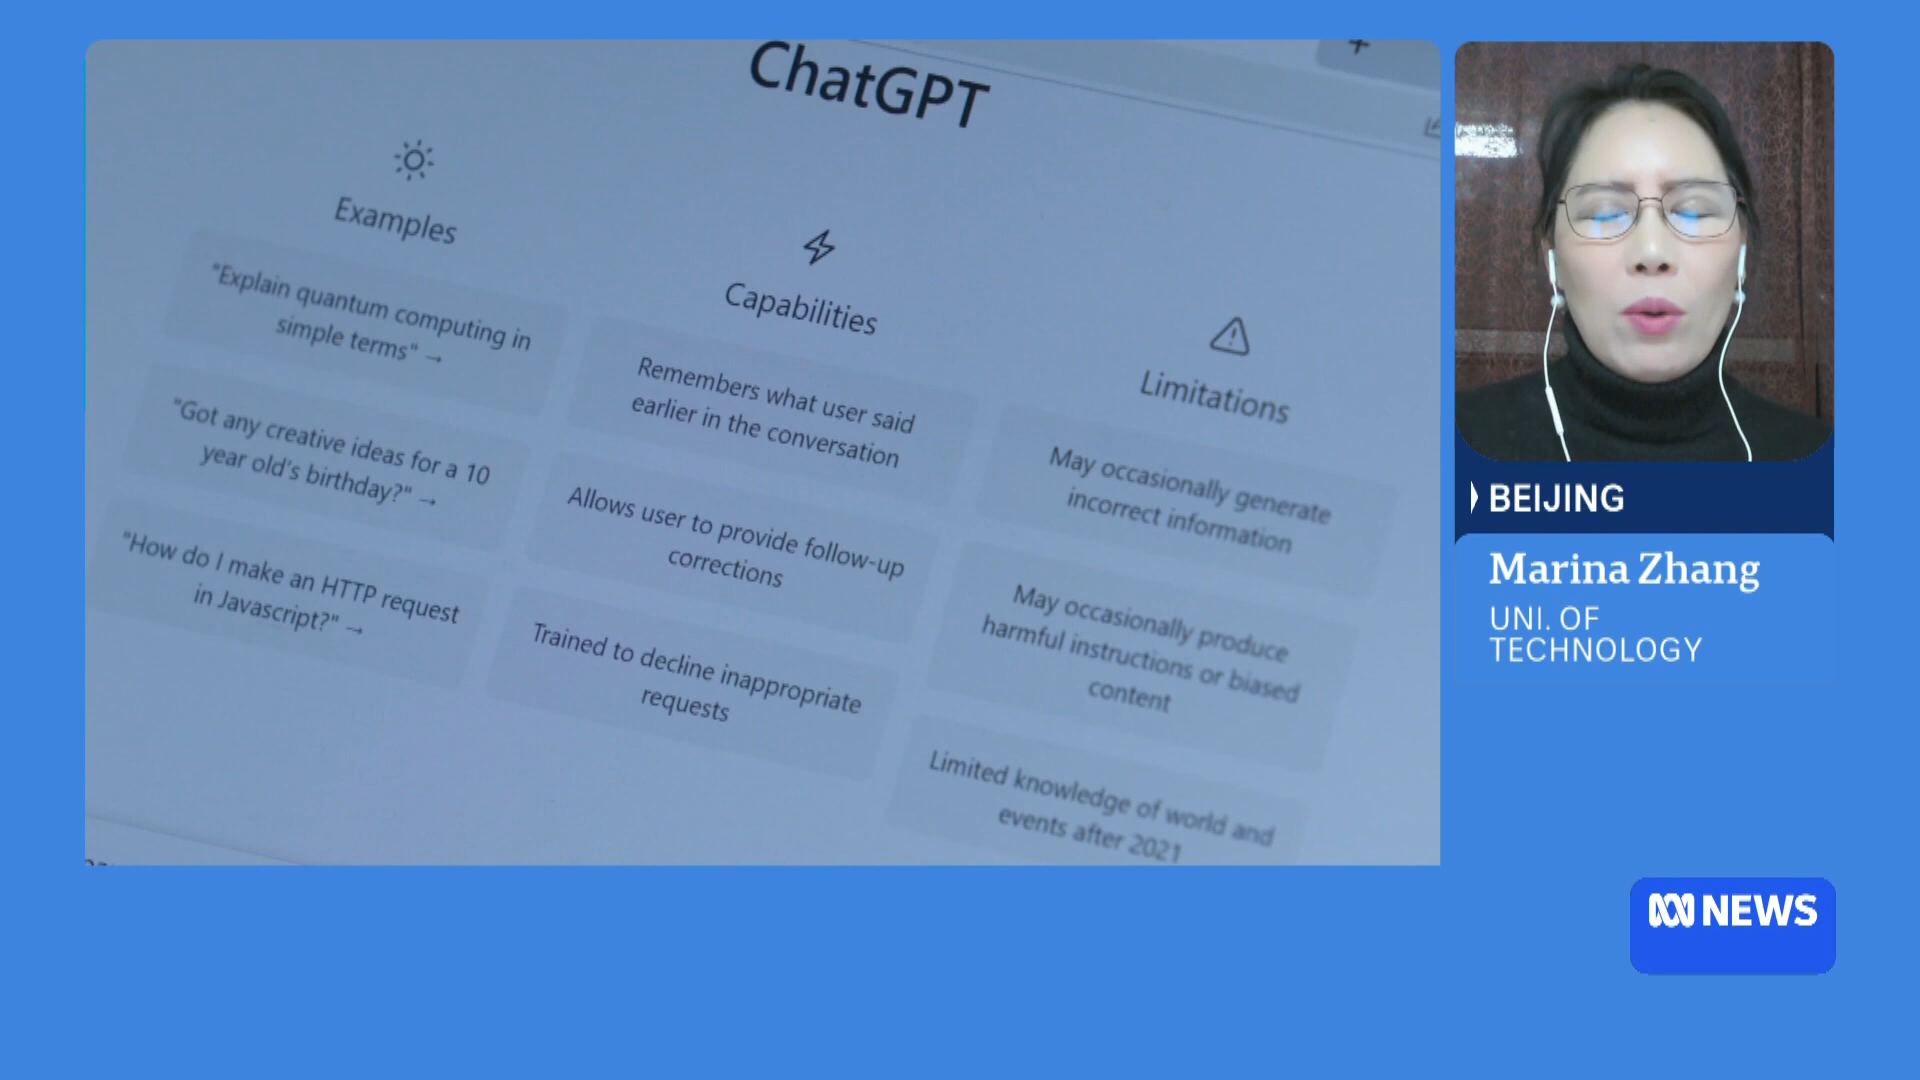 ChatGPT
Examples
"Explain quantum computing in
simple terms" →
"Got any creative ideas for a 10
year old's birthday?" →
"How do I make an HTTP request
in Javascript?" →
Capabilities
Remembers what user said
earlier in the conversation
Allows user to provide follow-up
corrections
Trained to decline inappropriate
requests
Limitations
May occasionally generate
incorrect information
May occasionally produce
harmful instructions or biased
content
Limited knowledge of world and
events after 2021
BEIJING
Marina Zhang
UNI. OF
TECHNOLOGY
NEWS